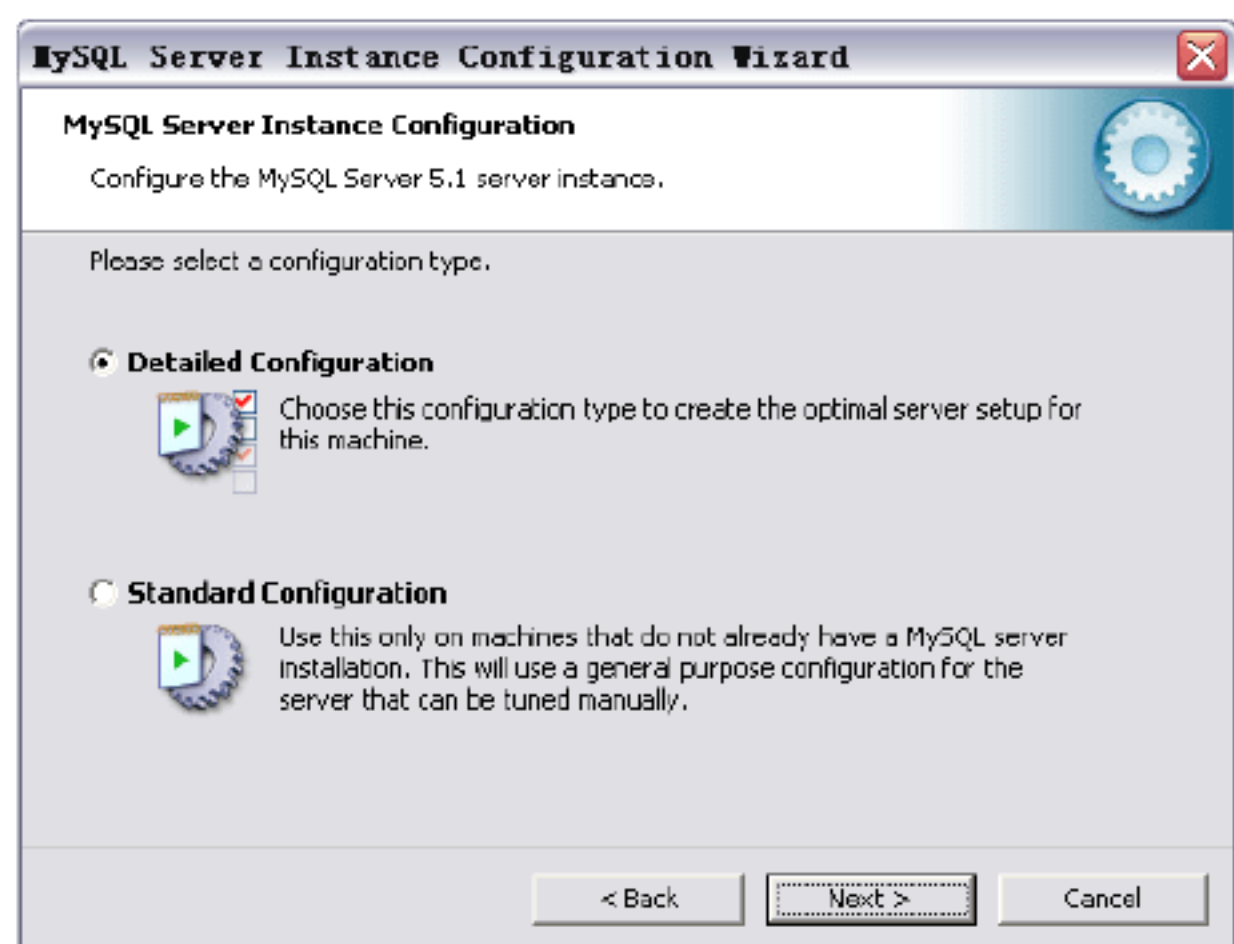 MySQL Server Instance Configuration Wizard
MySQL Server Instance Configuration
Configure the MySQL Server 5.1 server instance.
Please select a configuration type.
Detailed Configuration
Choose this configuration type to create the optimal server setup for
this machine.
Standard Configuration
Use this only on machines that do not already have a MySQL server
installation. This will use a general purpose configuration for the
server that can be tuned manually.
< Back
Next >
Cancel